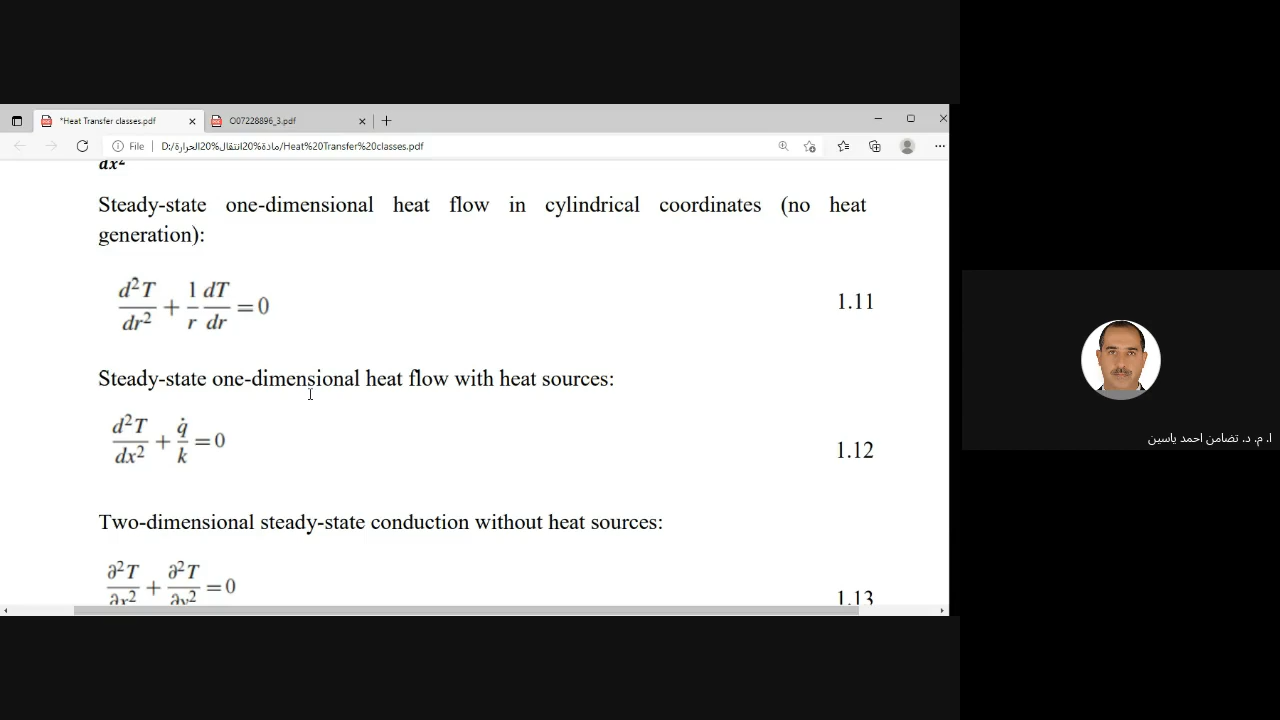 *Heat Transfer classes.pdf
O07228896_3.pdf
File
D:/مادة%20انتقال%20الحرارة/Heat%20Transfer%20classes.pdf
dx²
Steady-state one-dimensional heat flow in cylindrical coordinates (no heat
generation):
d²T/dr² + 1/r dT/dr = 0 1.11
Steady-state one-dimensional heat flow with heat sources:
d²T/dx² + q̇/k = 0 1.12
Two-dimensional steady-state conduction without heat sources:
∂²T/∂x² + ∂²T/∂y² = 0 1.13
ا. م. د. تضامن احمد ياسين